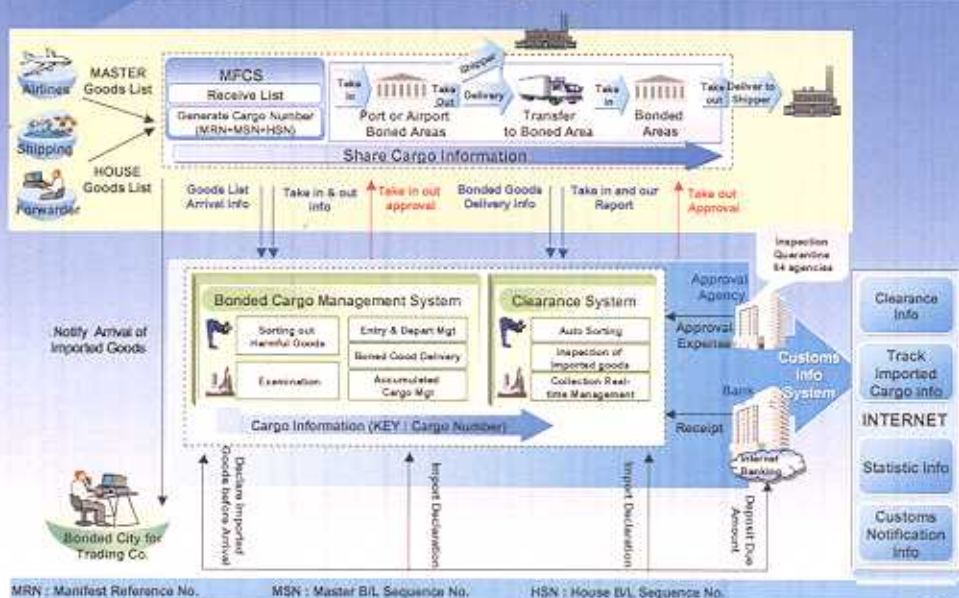 Airlines
Shipping
Forwarder
MASTER
Goods List
HOUSE
Goods List
MFCS
Receive List
Generate Cargo Number
(MRN+MSN+HSN)
Take
in
Port or Airport
Boned Areas
Take
Out
Shipper
Delivery
Transfer
to Boned Area
Take
in
Bonded
Areas
Take
out
Deliver to
Shipper
Share Cargo Information
Goods List
Arrival Info
Take in & out
info
Take in out
approval
Bonded Goods
Delivery Info
Take in and our
Report
Take out
Approval
Notify Arrival of
Imported Goods
Bonded Cargo Management System
Sorting out
Harmful Goods
Examination
Entry & Depart Mgt
Boned Good Delivery
Accumulated
Cargo Mgt
Clearance System
Auto Sorting
Inspection of
Imported goods
Collection Real-
time Management
Cargo Information (KEY : Cargo Number)
Inspection
Quarantine
64 agencies
Approval
Agency
Approval
Expense
Bank
Receipt
Internet
Banking
Customs
Info
System
Clearance
Info
Track
Imported
Cargo info
INTERNET
Statistic Info
Customs
Notification
Info
Bonded City for
Trading Co.
Declare Imported
Goods before Arrival
Import Declaration
Import Declaration
Deposit Due
Amount
MRN : Manifest Reference No.
MSN : Master B/L Sequence No.
HSN : House B/L Sequence No.